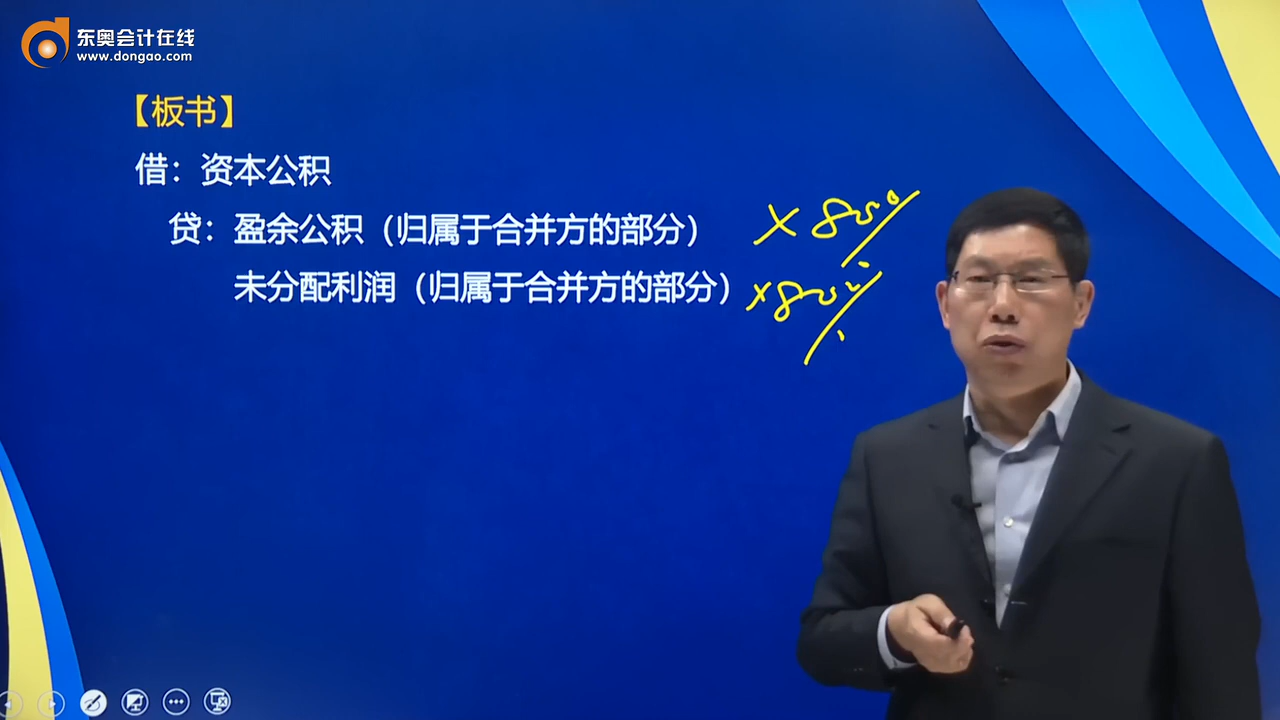 东奥会计在线
www.dongao.com
【板书】
借：资本公积
贷：盈余公积（归属于合并方的部分） ×80%
未分配利润（归属于合并方的部分） ×80%